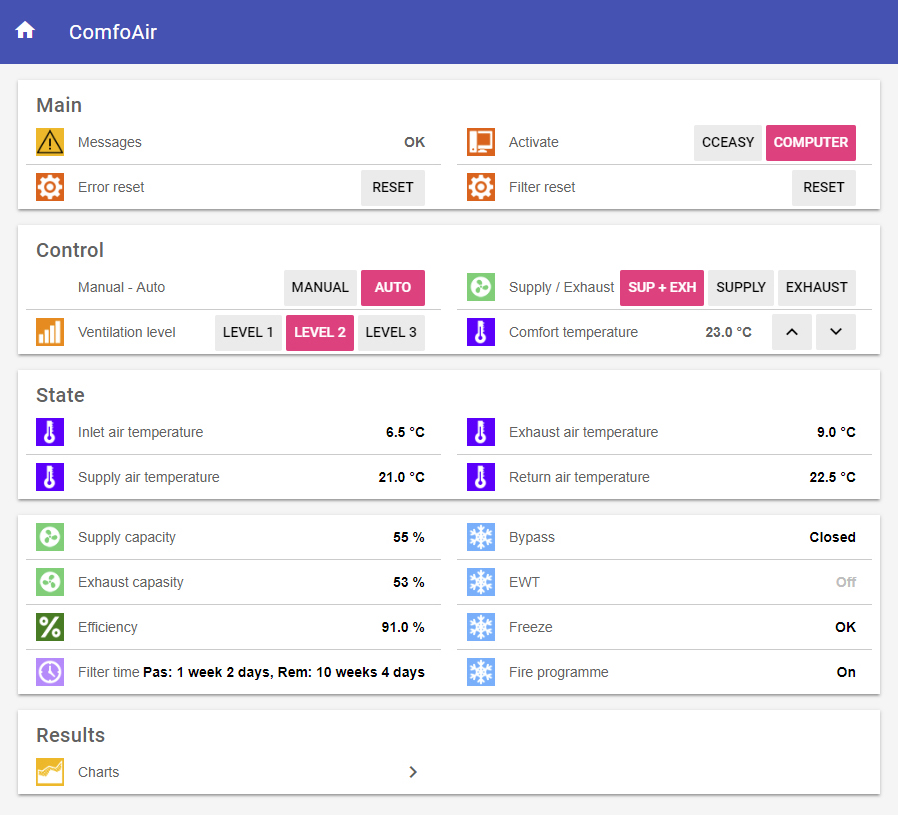 ComfoAir
Main
Messages OK
Activate CCEASY COMPUTER
Error reset RESET
Filter reset RESET
Control
Manual - Auto MANUAL AUTO
Supply / Exhaust SUP + EXH SUPPLY EXHAUST
Ventilation level LEVEL 1 LEVEL 2 LEVEL 3
Comfort temperature 23.0 °C
State
Inlet air temperature 6.5 °C
Exhaust air temperature 9.0 °C
Supply air temperature 21.0 °C
Return air temperature 22.5 °C
Supply capacity 55 %
Bypass Closed
Exhaust capasity 53 %
EWT Off
Efficiency 91.0 %
Freeze OK
Filter time Pas: 1 week 2 days, Rem: 10 weeks 4 days
Fire programme On
Results
Charts